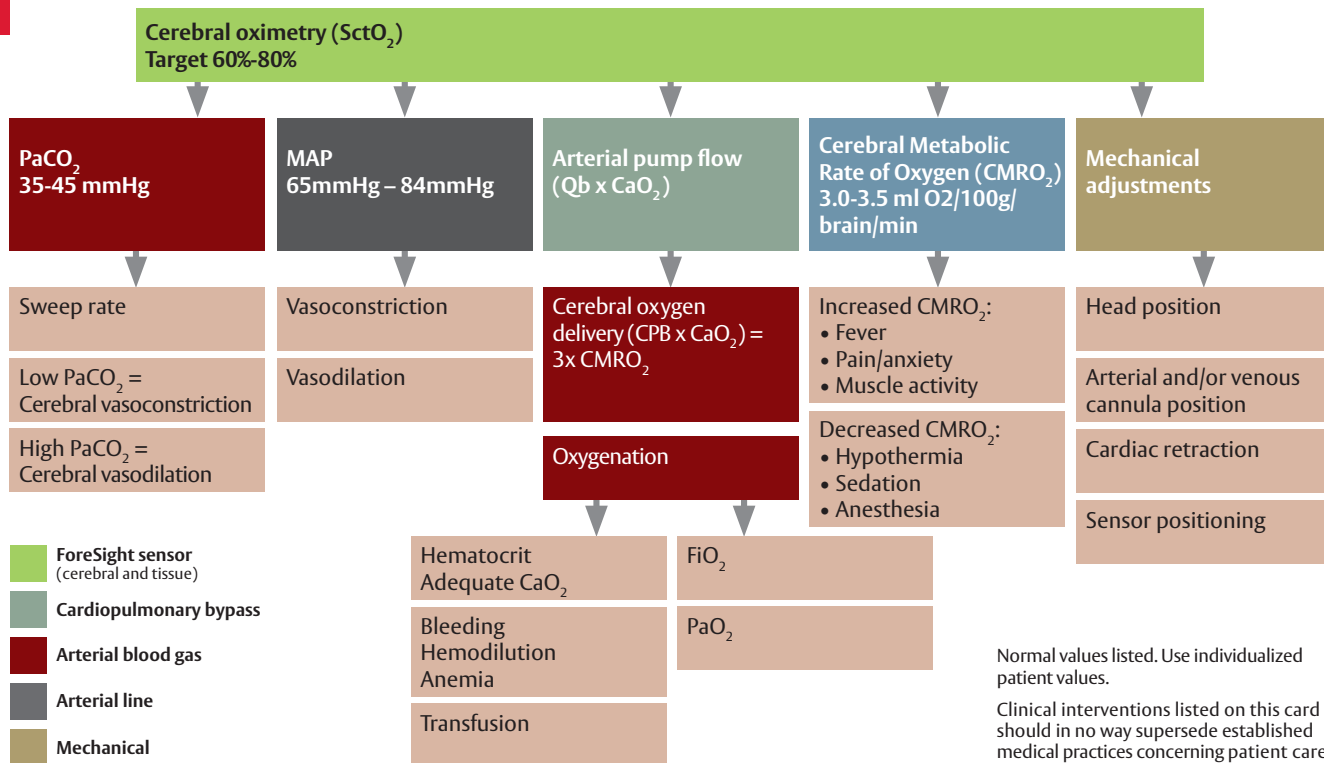 Cerebral oximetry (SctO₂)
Target 60%-80%
PaCO₂
35-45 mmHg
MAP
65mmHg – 84mmHg
Arterial pump flow
(Qb x CaO₂)
Cerebral Metabolic
Rate of Oxygen (CMRO₂)
3.0-3.5 ml O2/100g/
brain/min
Mechanical
adjustments
Sweep rate
Low PaCO₂ =
Cerebral vasoconstriction
High PaCO₂ =
Cerebral vasodilation
Vasoconstriction
Vasodilation
Cerebral oxygen
delivery (CPB x CaO₂) =
3x CMRO₂
Oxygenation
Hematocrit
Adequate CaO₂
Bleeding
Hemodilution
Anemia
Transfusion
FiO₂
PaO₂
Increased CMRO₂:
• Fever
• Pain/anxiety
• Muscle activity
Decreased CMRO₂:
• Hypothermia
• Sedation
• Anesthesia
Head position
Arterial and/or venous
cannula position
Cardiac retraction
Sensor positioning
ForeSight sensor
(cerebral and tissue)
Cardiopulmonary bypass
Arterial blood gas
Arterial line
Mechanical
Normal values listed. Use individualized
patient values.
Clinical interventions listed on this card
should in no way supersede established
medical practices concerning patient care